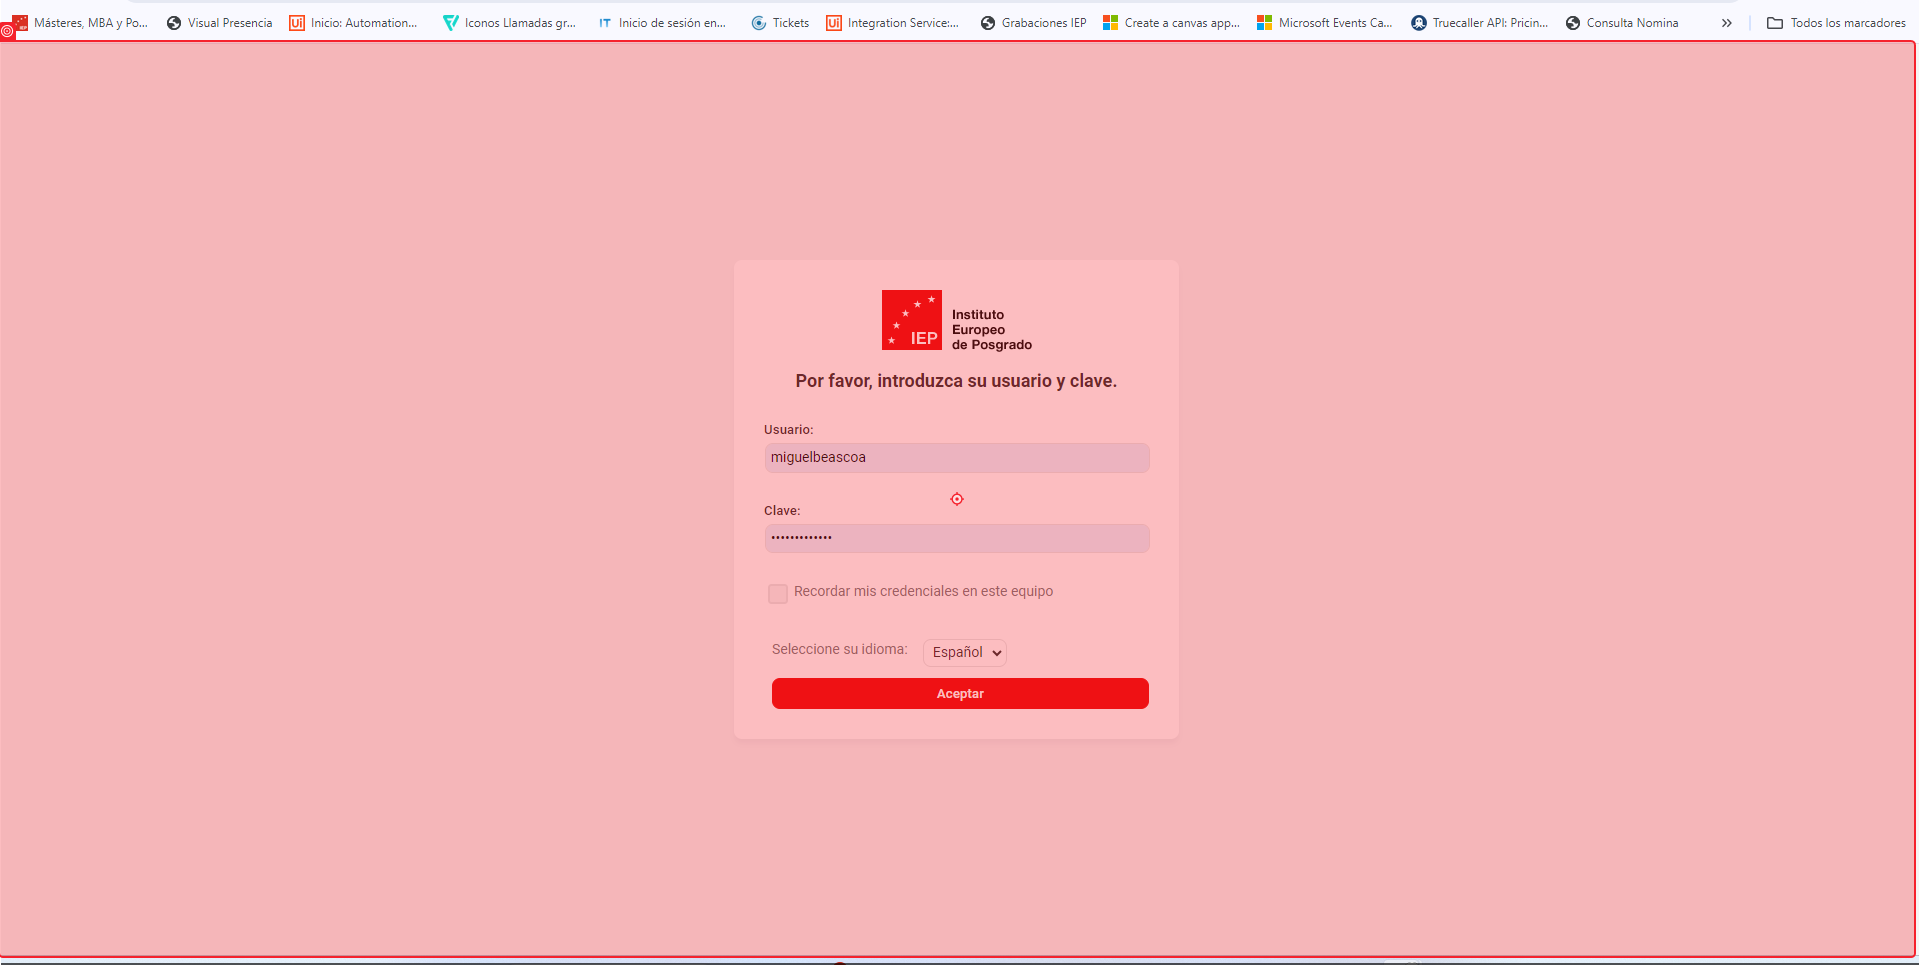 Másteres, MBA y Po...
Visual Presencia
Inicio: Automation...
Iconos Llamadas gr...
Inicio de sesión en...
Tickets
Integration Service:...
Grabaciones IEP
Create a canvas app...
Microsoft Events Ca...
Truecaller API: Pricin...
Consulta Nomina
Todos los marcadores
IEP
Instituto
Europeo
de Posgrado
Por favor, introduzca su usuario y clave.
Usuario:
miguelbeascoa
Clave:
•••••••••••••
Recordar mis credenciales en este equipo
Seleccione su idioma:
Español
Aceptar